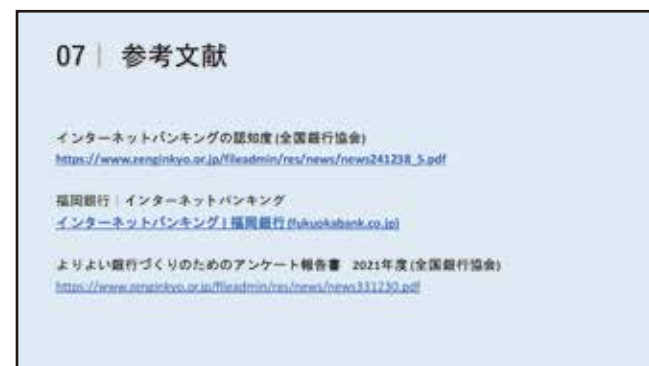 07｜ 参考文献
インターネットバンキングの認知度(全国銀行協会)
https://www.zenginkyo.or.jp/fileadmin/res/news/news241238_5.pdf
福岡銀行｜インターネットバンキング
インターネットバンキング | 福岡銀行 (fukuokabank.co.jp)
よりよい銀行づくりのためのアンケート報告書　2021年度(全国銀行協会)
https://www.zenginkyo.or.jp/fileadmin/res/news/news331230.pdf